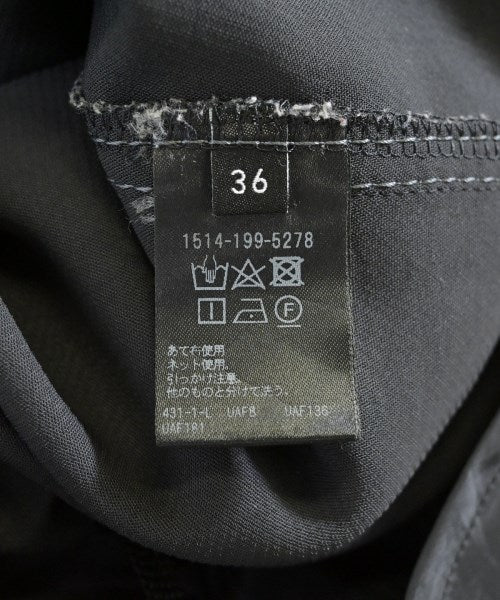 36
1514-199-5278
あて布使用
ネット使用。
引っかけ注意。
他のものと分けて洗う。
431-1-L UAF8 UAF136
UAF181